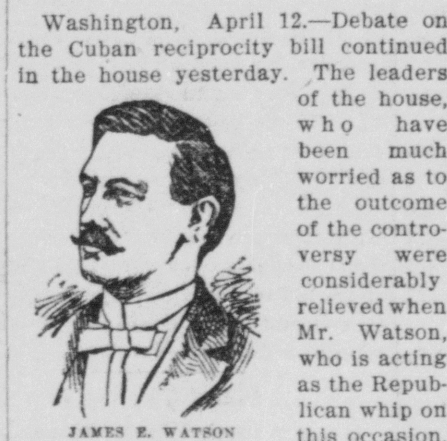 Washington, April 12.—Debate on
the Cuban reciprocity bill continued
in the house yesterday. The leaders
of the house,
who have
been much
worried as to
the outcome
of the contro-
versy were
considerably
relieved when
Mr. Watson,
who is acting
as the Repub-
lican whip on
this occasion
JAMES E. WATSON